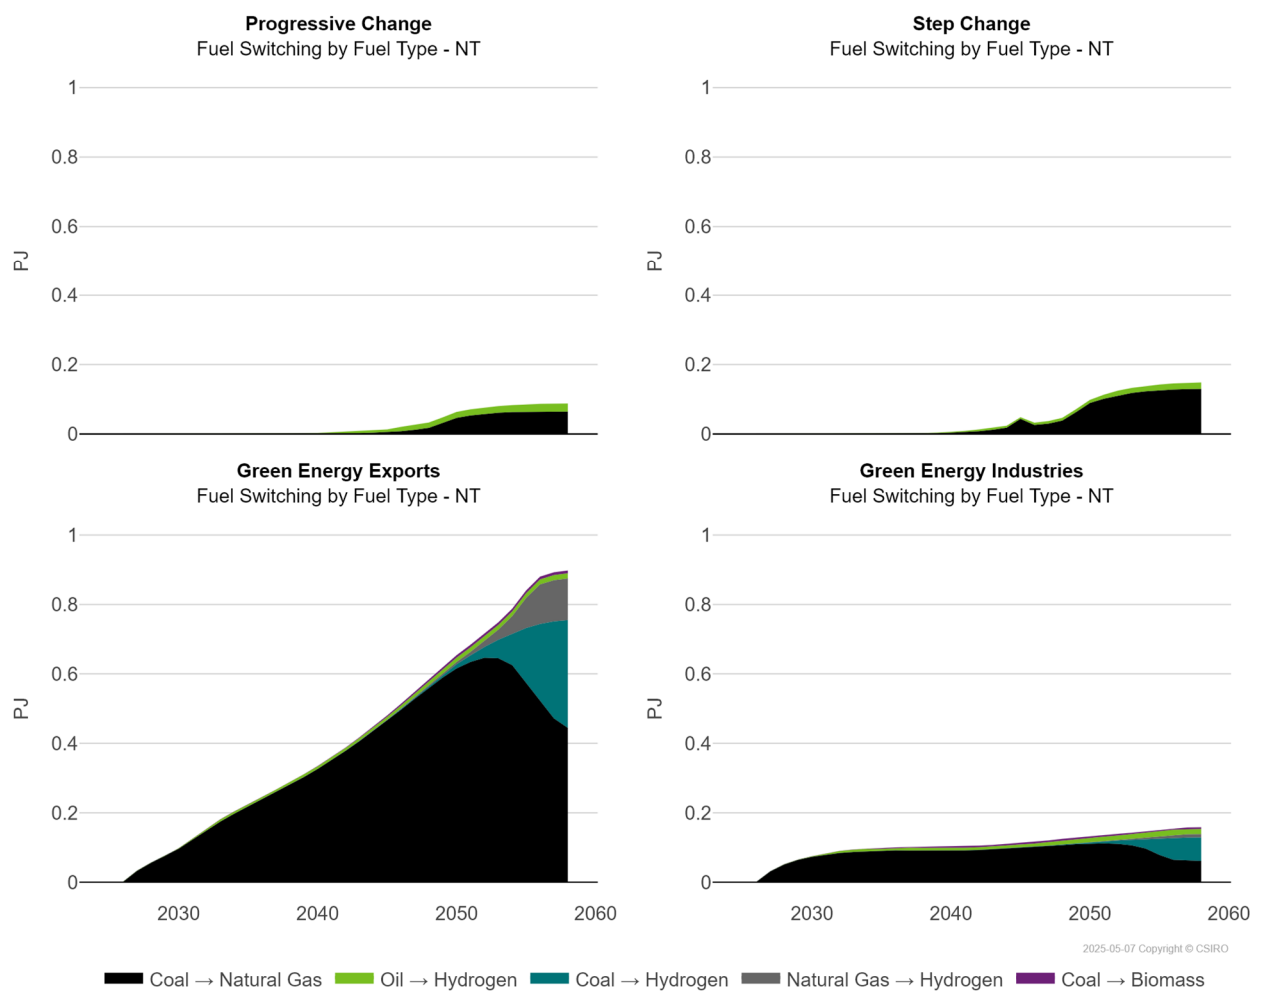 Progressive Change
Fuel Switching by Fuel Type - NT
1
0.8
0.6
0.4
0.2
0
PJ
Step Change
Fuel Switching by Fuel Type - NT
1
0.8
0.6
0.4
0.2
0
PJ
Green Energy Exports
Fuel Switching by Fuel Type - NT
1
0.8
0.6
0.4
0.2
0
PJ
2030 2040 2050 2060
Green Energy Industries
Fuel Switching by Fuel Type - NT
1
0.8
0.6
0.4
0.2
0
PJ
2030 2040 2050 2060
2025-05-07 Copyright © CSIRO
Coal → Natural Gas Oil → Hydrogen Coal → Hydrogen Natural Gas → Hydrogen Coal → Biomass